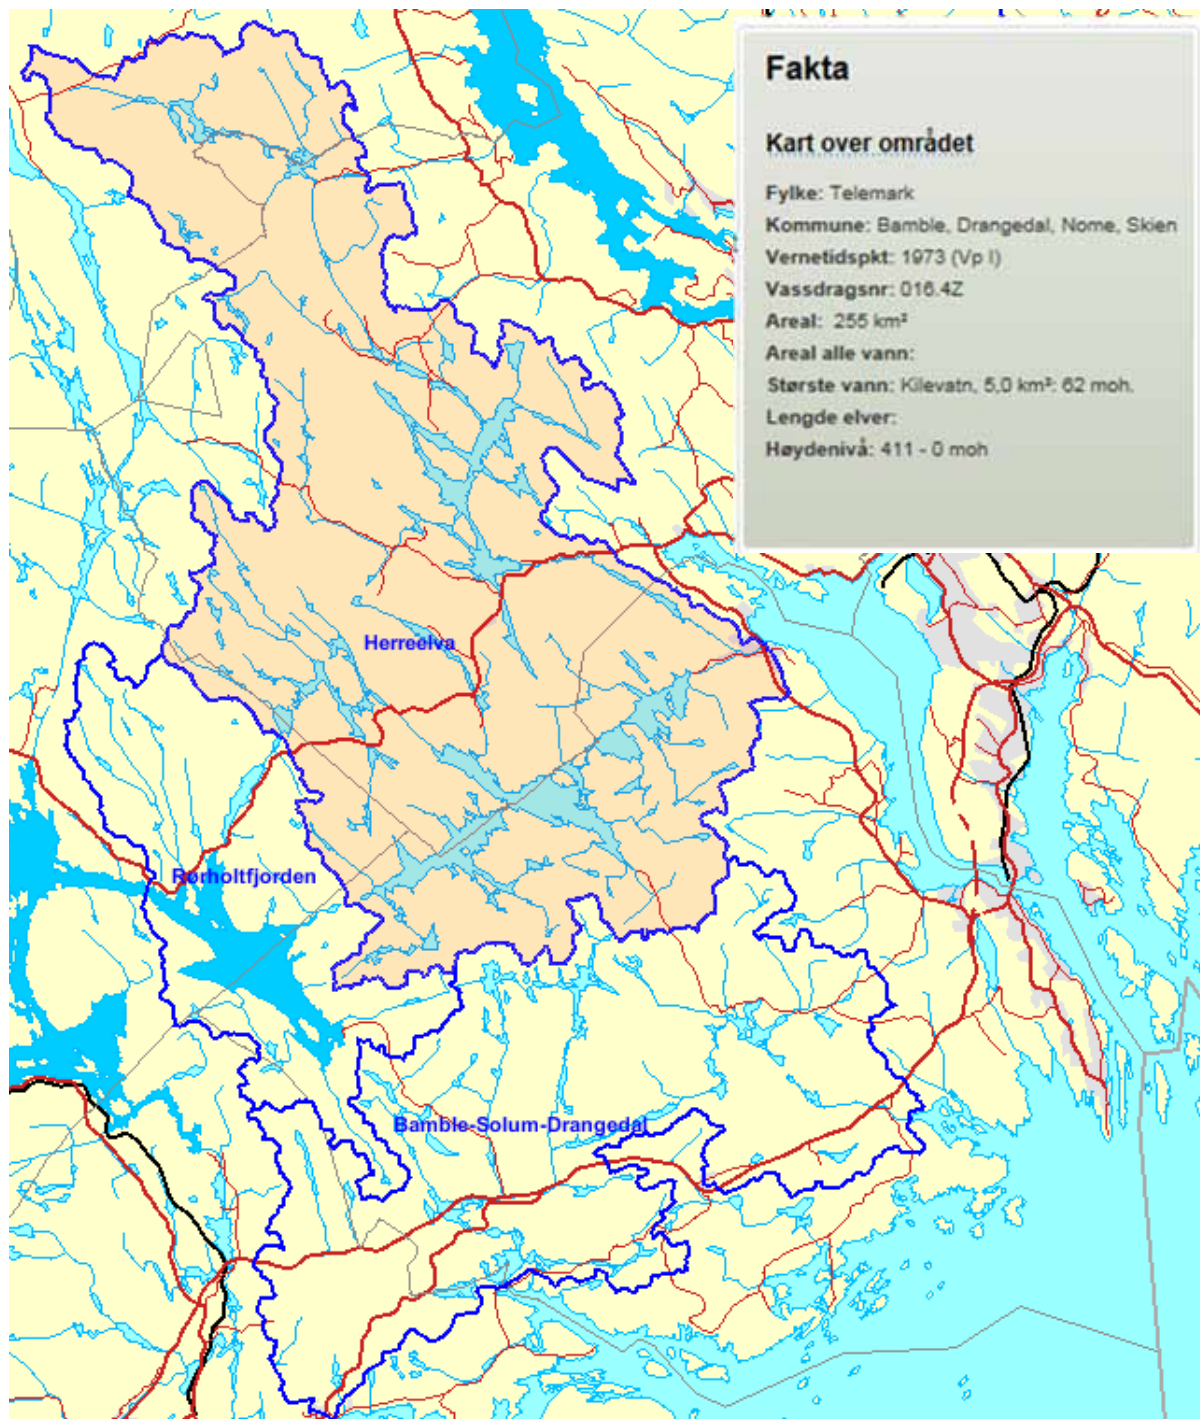 Fakta
Kart over området
Fylke: Telemark
Kommune: Bamble, Drangedal, Nome, Skien
Vernetidspkt: 1973 (Vp I)
Vassdragsnr: 016.4Z
Areal: 255 km²
Areal alle vann:
Største vann: Kilevatn, 5,0 km²: 62 moh.
Lengde elver:
Høydenivå: 411 - 0 moh
Herreelva
Rørholtfjorden
Bamble-Solum-Drangedal